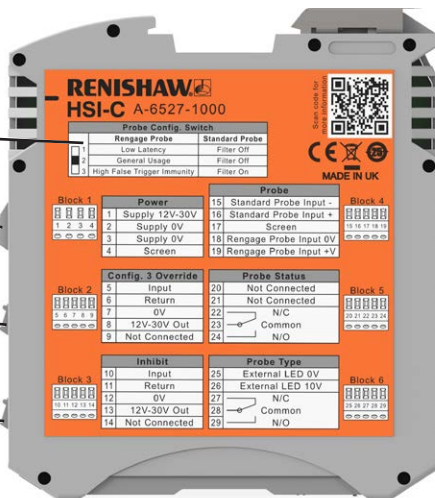 RENISHAW
HSI-C A-6527-1000
Scan code for
more information
Probe Config. Switch
Rengage Probe Standard Probe
1 Low Latency Filter Off
2 General Usage Filter Off
3 High False Trigger Immunity Filter On
CE
MADE IN UK
Block 1
1 2 3 4
Power
1 Supply 12V-30V
2 Supply 0V
3 Supply 0V
4 Screen
Probe
15 Standard Probe Input -
16 Standard Probe Input +
17 Screen
18 Rengage Probe Input 0V
19 Rengage Probe Input +V
Block 4
15 16 17 18 19
Block 2
5 6 7 8 9
Config. 3 Override
5 Input
6 Return
7 0V
8 12V-30V Out
9 Not Connected
Probe Status
20 Not Connected
21 Not Connected
22 N/C
23 Common
24 N/O
Block 5
20 21 22 23 24
Block 3
10 11 12 13 14
Inhibit
10 Input
11 Return
12 0V
13 12V-30V Out
14 Not Connected
Probe Type
25 External LED 0V
26 External LED 10V
27 N/C
28 Common
29 N/O
Block 6
25 26 27 28 29